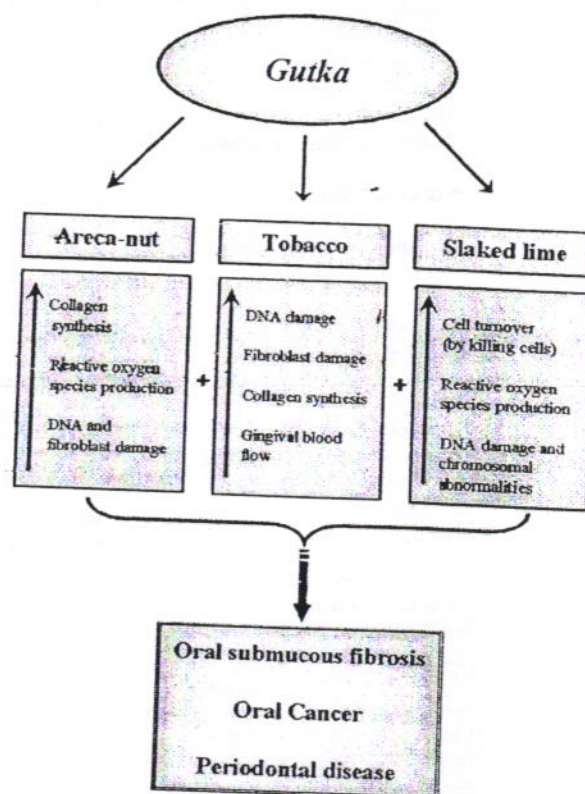 Gutka
Areca-nut
Collagen
synthesis
Reactive oxygen
species production
DNA and
fibroblast damage
+
Tobacco
DNA damage
Fibroblast damage
Collagen synthesis
Gingival blood
flow
+
Slaked lime
Cell turnover
(by killing cells)
Reactive oxygen
species production
DNA damage and
chromosomal
abnormalities
Oral submucous fibrosis
Oral Cancer
Periodontal disease